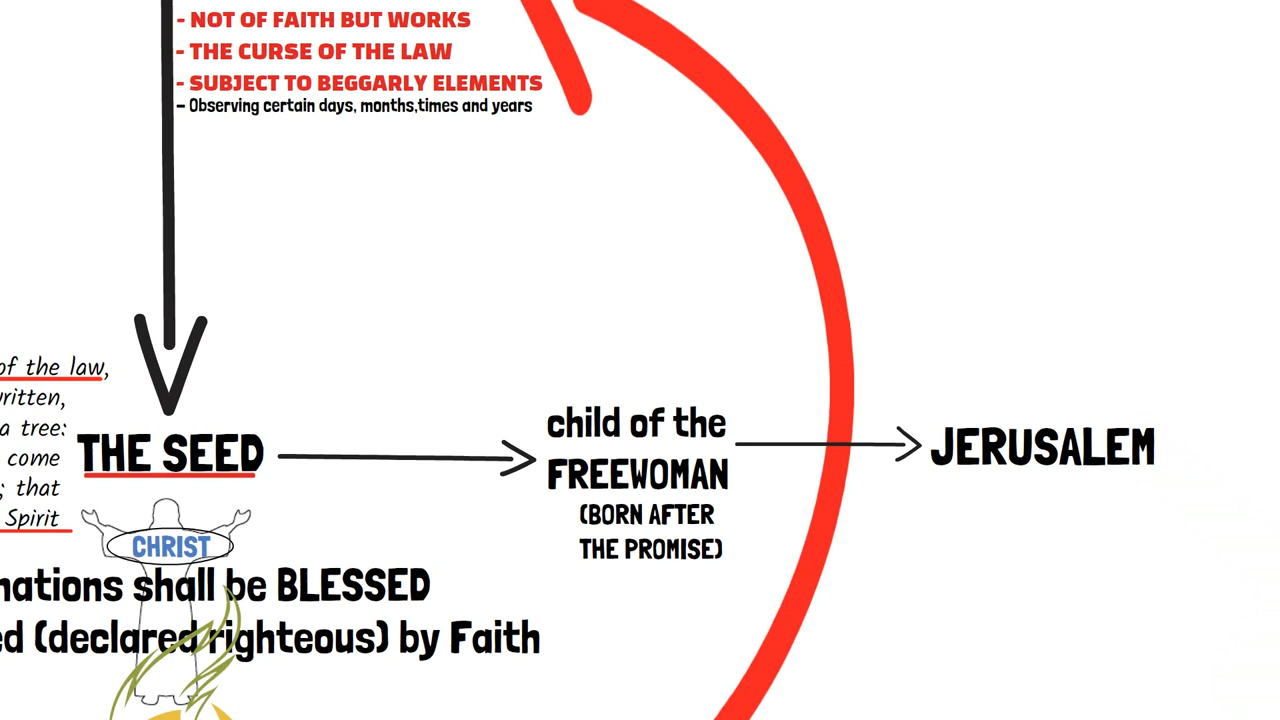 - NOT OF FAITH BUT WORKS
- THE CURSE OF THE LAW
- SUBJECT TO BEGGARLY ELEMENTS
- Observing certain days, months,times and years
of the law,
written,
a tree:
come
; that
Spirit
THE SEED
CHRIST
child of the
FREEWOMAN
(BORN AFTER
THE PROMISE)
JERUSALEM
nations shall be BLESSED
ed (declared righteous) by Faith